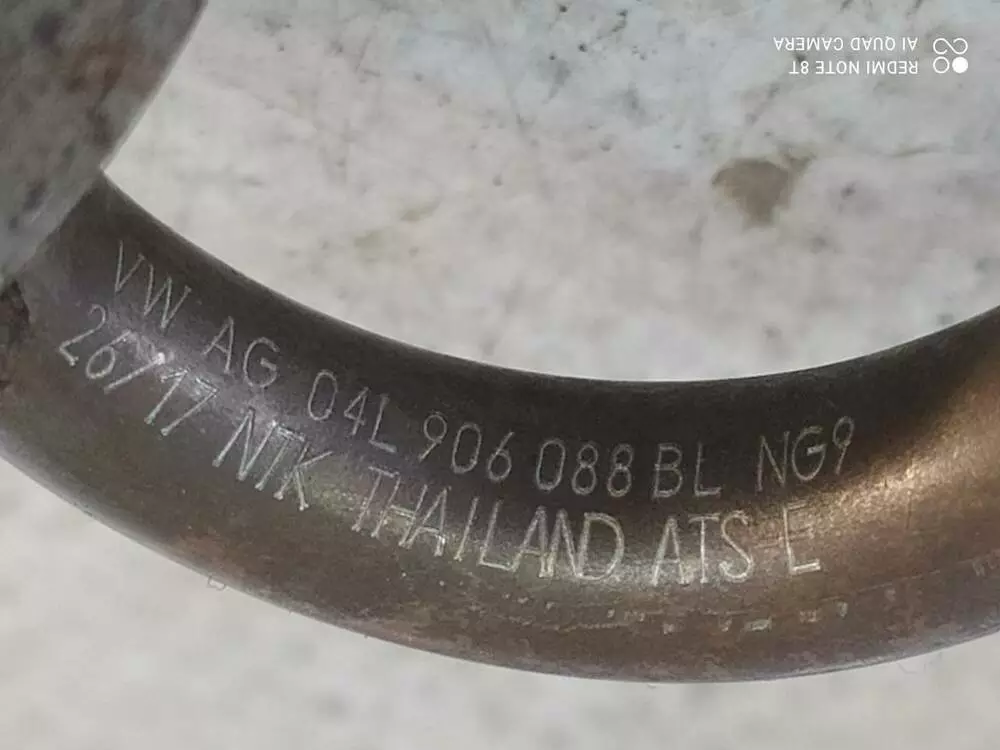 REDMI NOTE 8T
AI QUAD CAMERA
VW AG 04L 906 088 BL NG9
26/17 NTK THAILAND ATS E